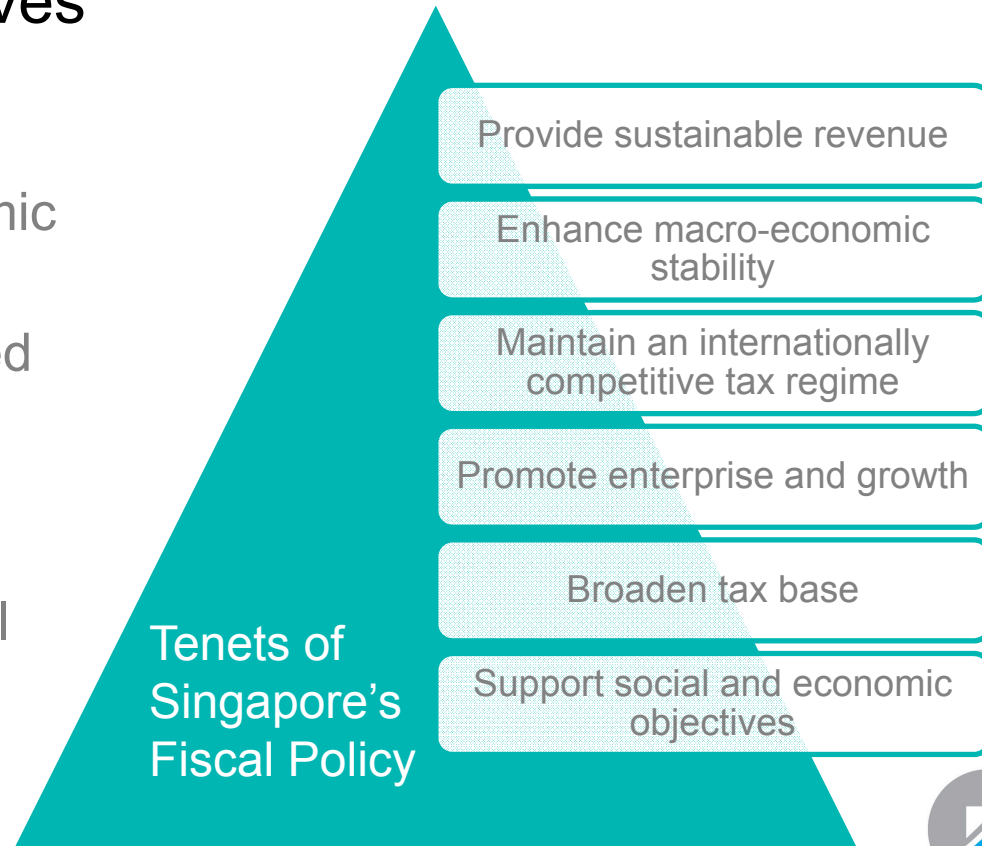 ves
nic
ed
l
Provide sustainable revenue
Enhance macro-economic
stability
Maintain an internationally
competitive tax regime
Promote enterprise and growth
Broaden tax base
Support social and economic
objectives
Tenets of
Singapore’s
Fiscal Policy